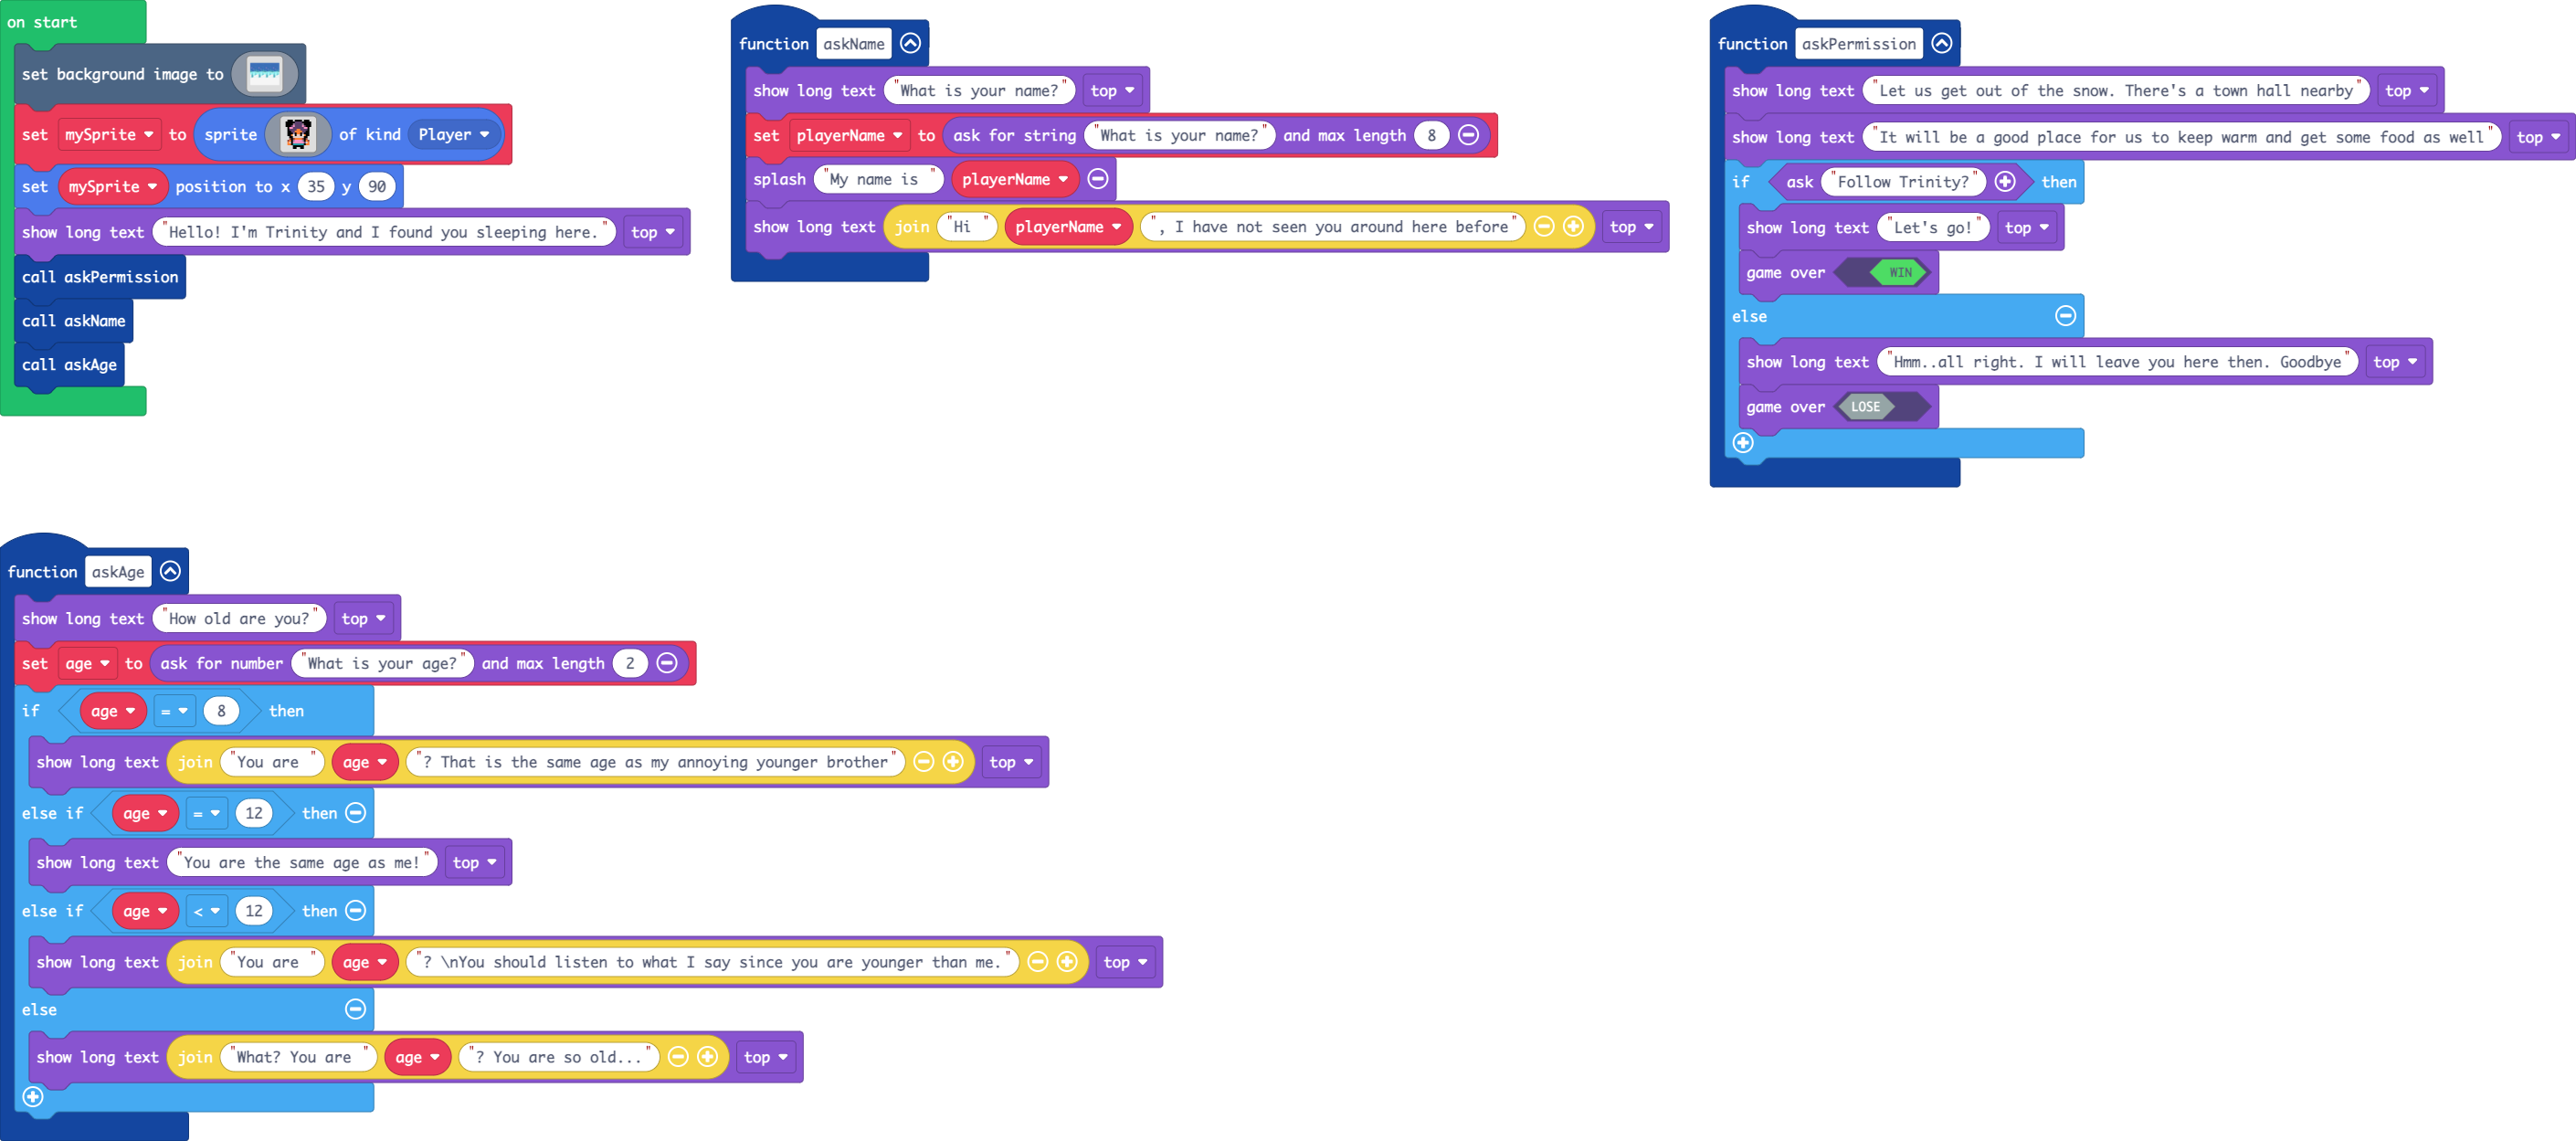 on start
set background image to
set mySprite to sprite of kind Player
set mySprite position to x 35 y 90
show long text "Hello! I'm Trinity and I found you sleeping here." top
call askPermission
call askName
call askAge
function askName
show long text "What is your name?" top
set playerName to ask for string "What is your name?" and max length 8
splash "My name is " playerName
show long text join "Hi " playerName ", I have not seen you around here before" top
function askPermission
show long text "Let us get out of the snow. There's a town hall nearby" top
show long text "It will be a good place for us to keep warm and get some food as well" top
if ask "Follow Trinity?" then
show long text "Let's go!" top
game over WIN
else
show long text "Hmm..all right. I will leave you here then. Goodbye" top
game over LOSE
function askAge
show long text "How old are you?" top
set age to ask for number "What is your age?" and max length 2
if age = 8 then
show long text join "You are " age "? That is the same age as my annoying younger brother" top
else if age = 12 then
show long text "You are the same age as me!" top
else if age < 12 then
show long text join "You are " age "? \nYou should listen to what I say since you are younger than me." top
else
show long text join "What? You are " age "? You are so old..." top